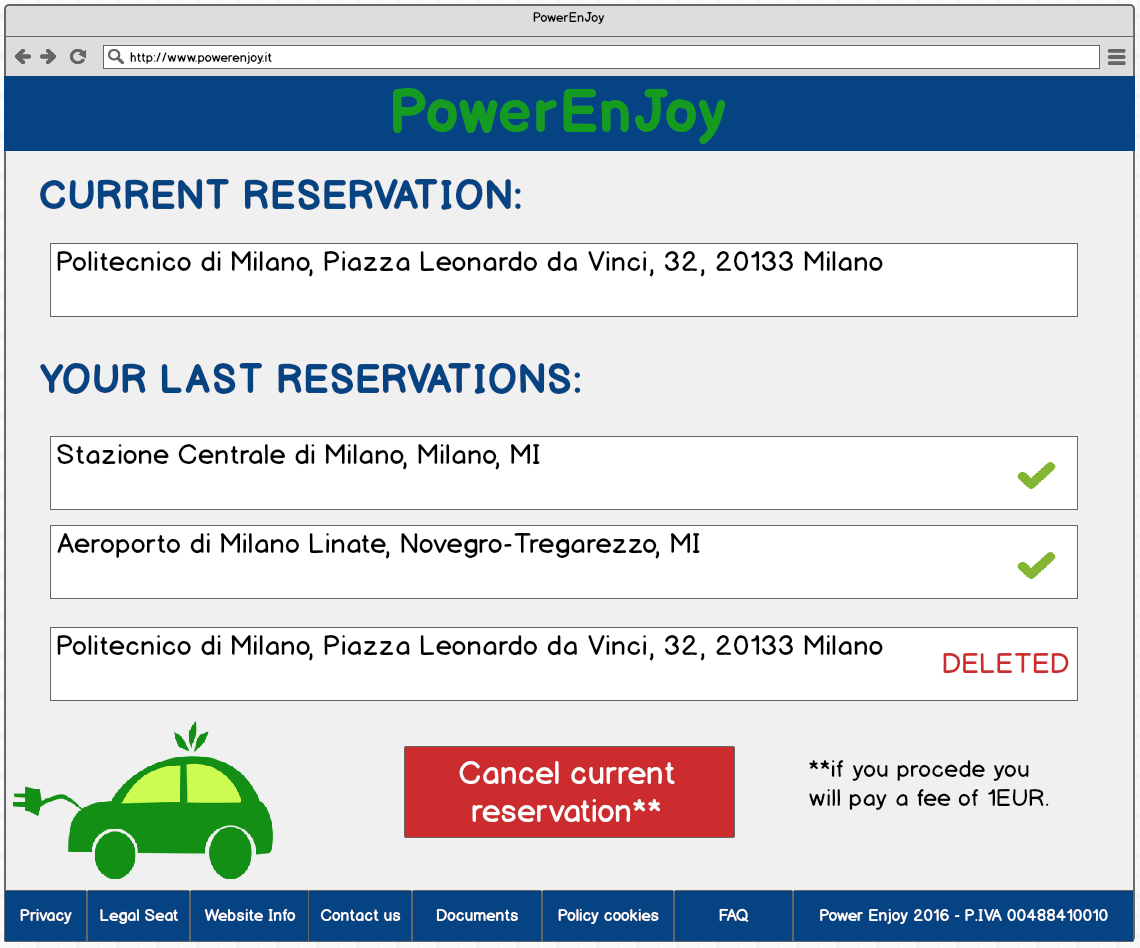 PowerEnJoy
http://www.powerenjoy.it
PowerEnJoy
CURRENT RESERVATION:
Politecnico di Milano, Piazza Leonardo da Vinci, 32, 20133 Milano
YOUR LAST RESERVATIONS:
Stazione Centrale di Milano, Milano, MI
Aeroporto di Milano Linate, Novegro-Tregarezzo, MI
Politecnico di Milano, Piazza Leonardo da Vinci, 32, 20133 Milano
DELETED
Cancel current
reservation**
**if you procede you
will pay a fee of 1EUR.
Privacy
Legal Seat
Website Info
Contact us
Documents
Policy cookies
FAQ
Power Enjoy 2016 - P.IVA 00488410010